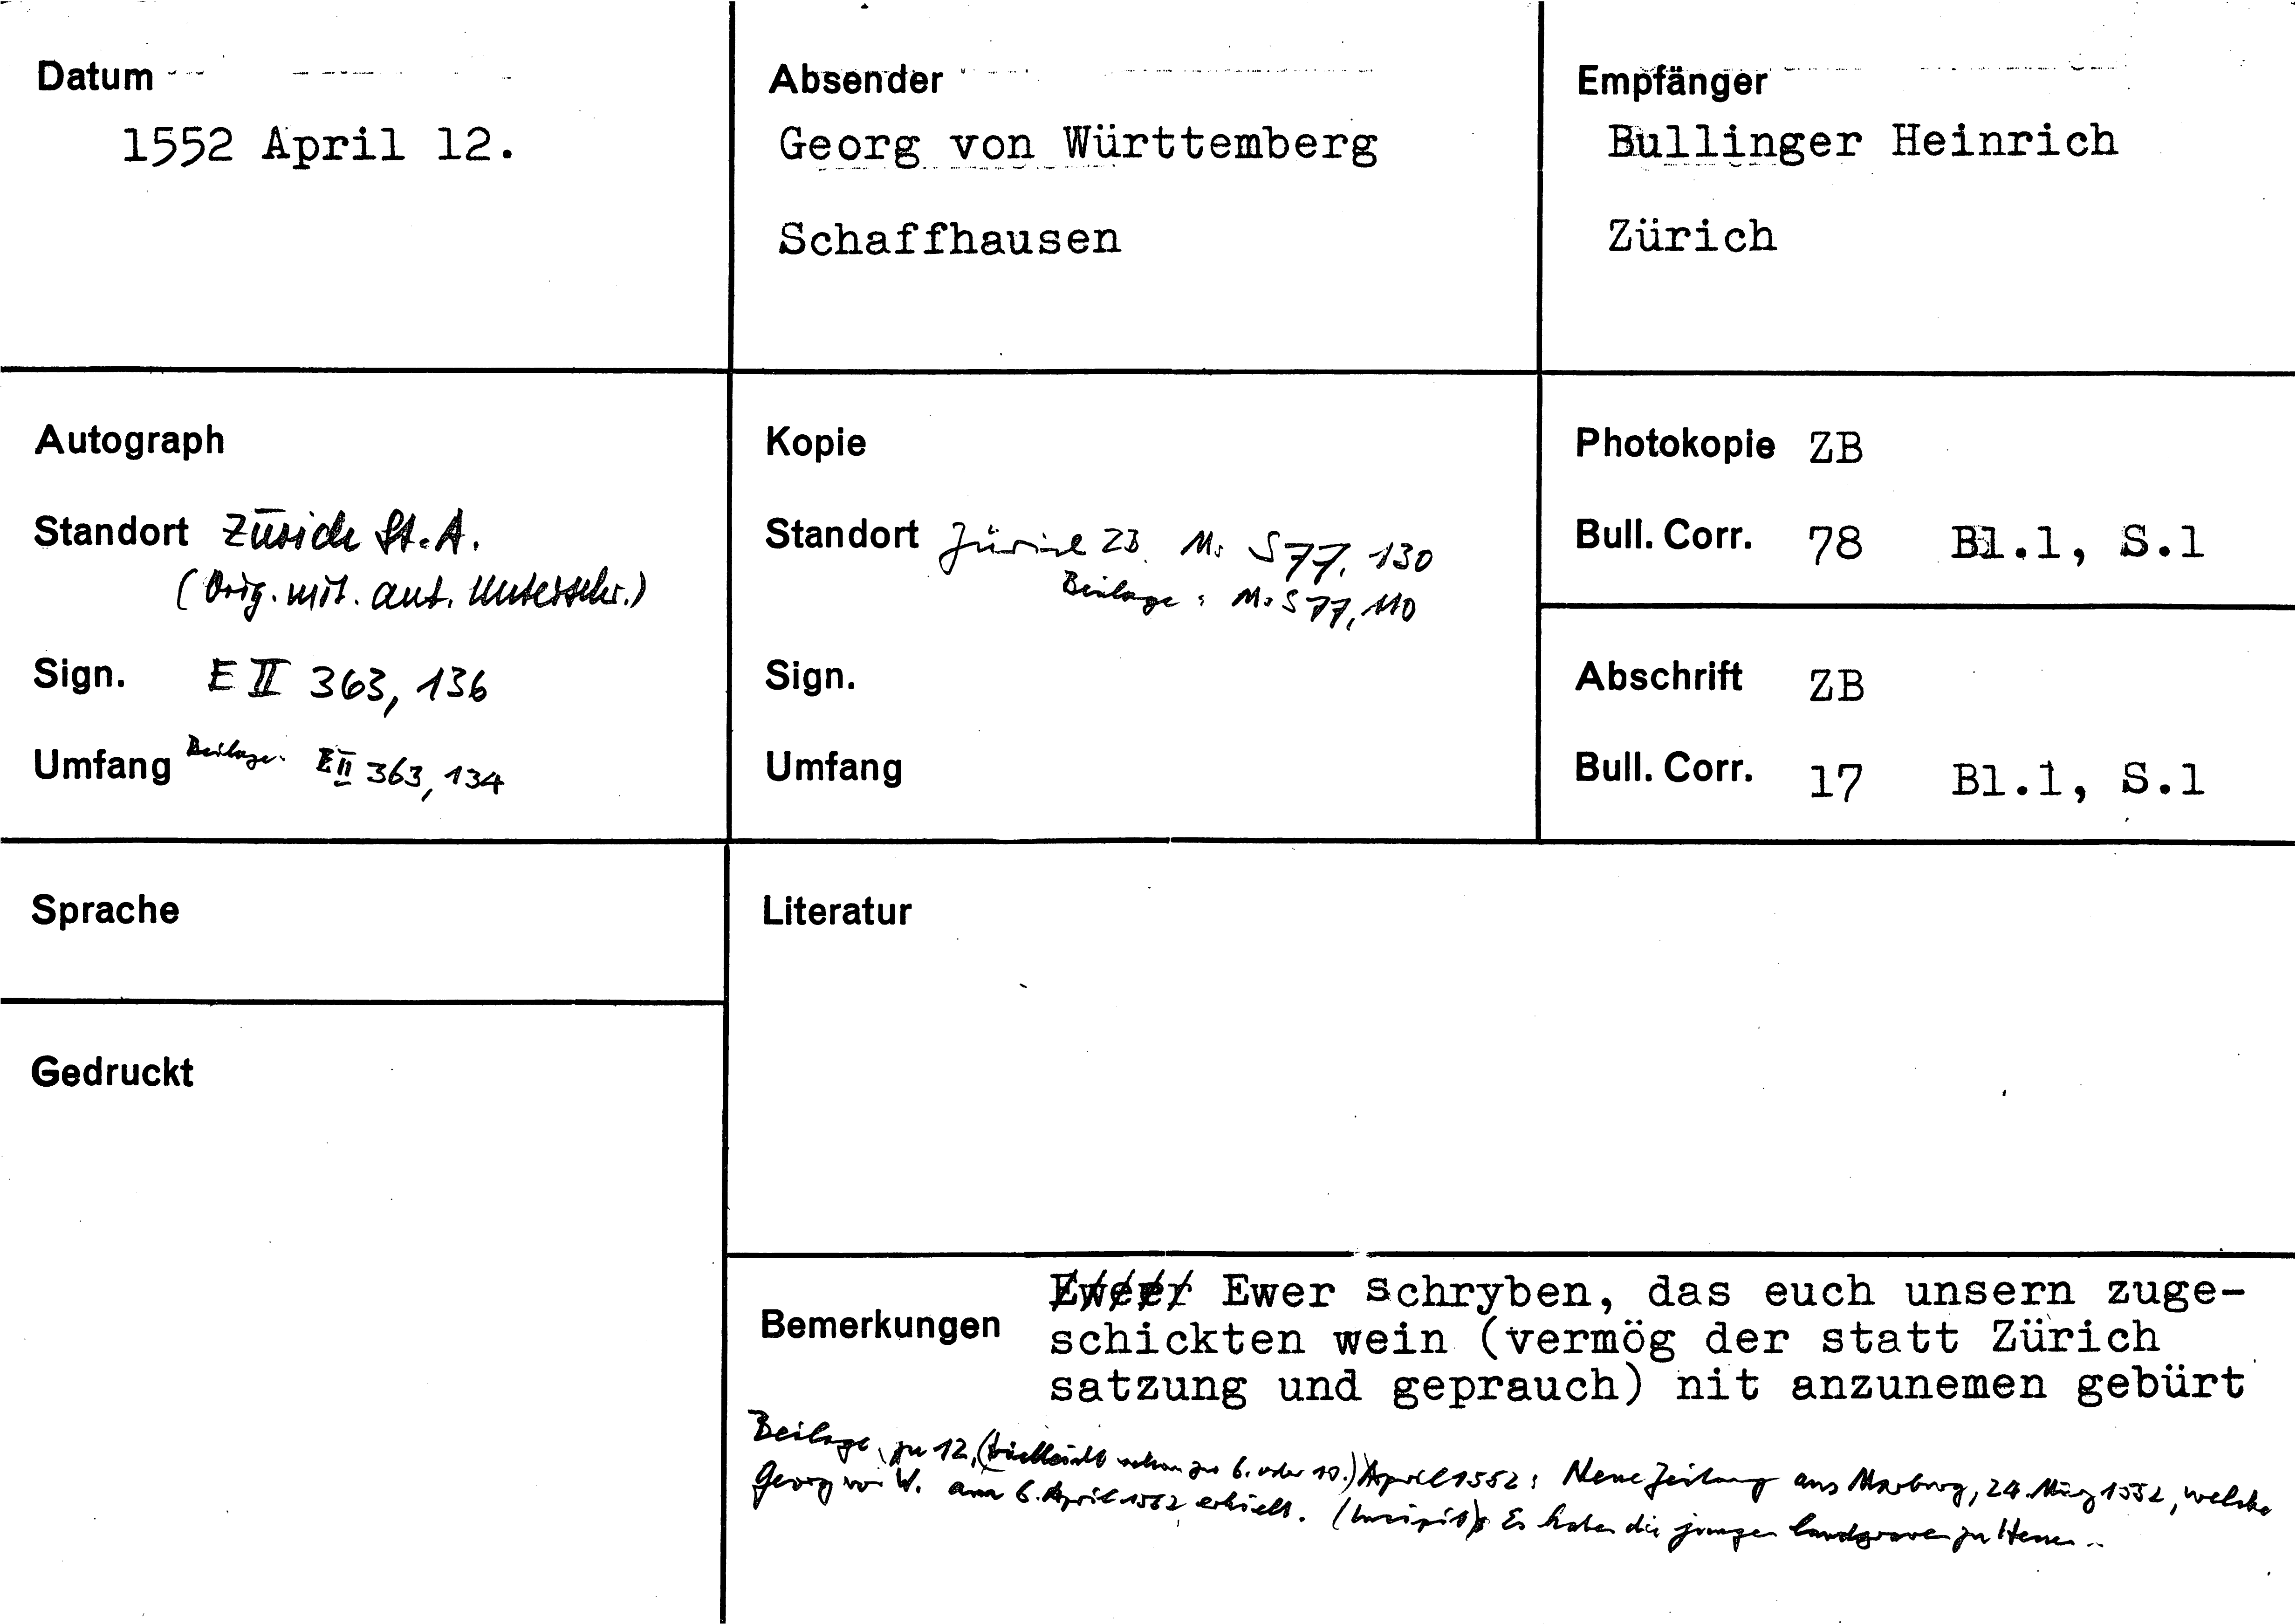 Datum
1552 April 12.
Absender
Georg von Württemberg
Schaffhausen
Empfänger
Bullinger Heinrich
Zürich
Autograph
Standort Zürich St.A.
(Orig. mit. aut. Unterschr.)
Sign. E II 363, 136
Umfang Beilage: E II 363, 134
Kopie
Standort Zürich ZB. Ms S 77, 130
Beilage: Ms S 77, 110
Sign.
Umfang
Photokopie ZB
Bull. Corr. 78 Bl.1, S.1
Abschrift ZB
Bull. Corr. 17 Bl.1, S.1
Sprache
Gedruckt
Literatur
Bemerkungen
Eweer Ewer schryben, das euch unsern zuge-
schickten wein (vermög der statt Zürich
satzung und geprauch) nit anzunemen gebürt
Beilage zu 12. (vielleicht schon zu 6. oder 10.) April 1552: Neue Zeitung aus Marburg, 24. März 1552, welche
Georg von W. am 6. April 1552 erhielt. (Incipit) Es haben die jungen landgraven zu Hessen..